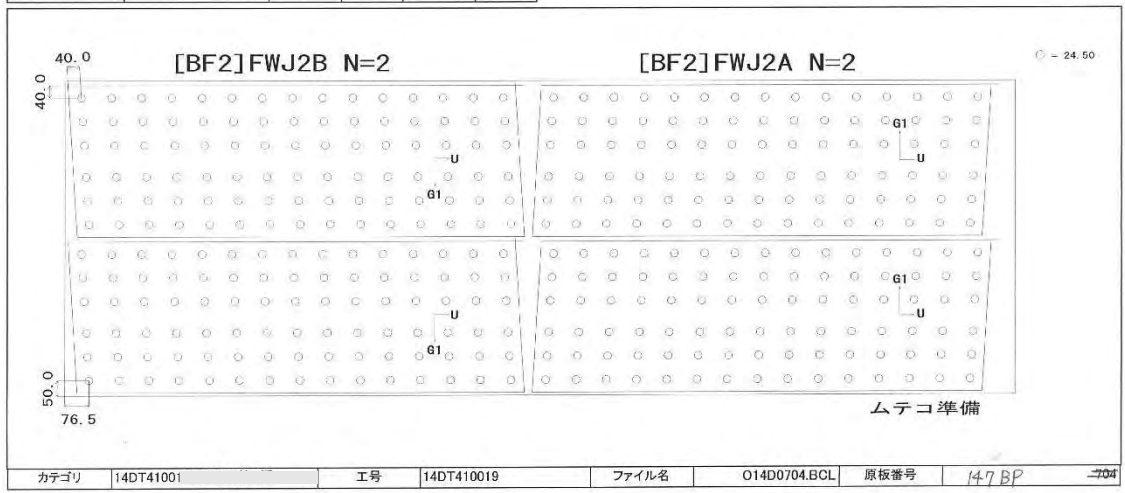 40.0
[BF2]FWJ2B N=2
[BF2]FWJ2A N=2
○ = 24.50
40.0
G1
U
U
G1
G1
U
U
G1
50.0
76.5
ムテコ準備
カテゴリ 14DT41001 工号 14DT410019 ファイル名 O14D0704.BCL 原板番号 147BP 704